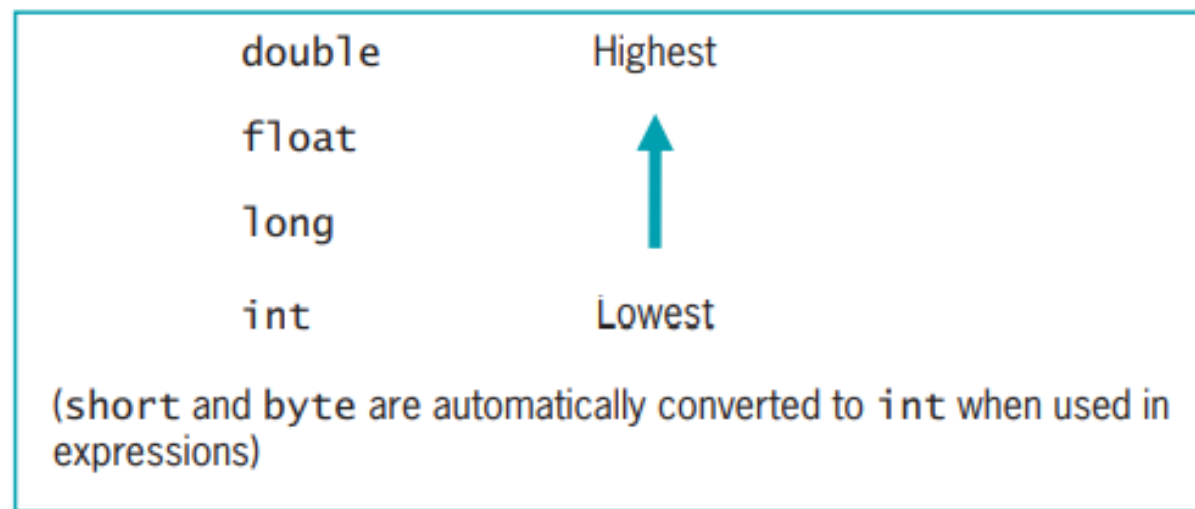 double Highest
float
long
int Lowest
(short and byte are automatically converted to int when used in
expressions)